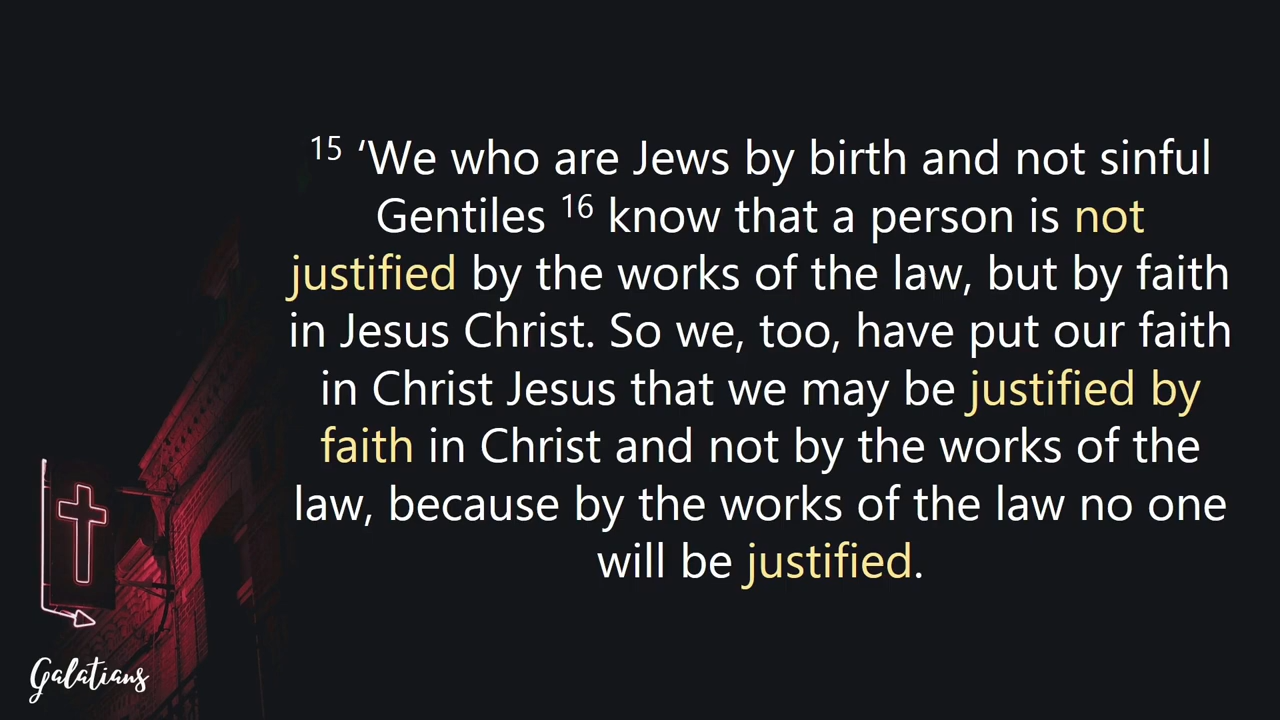 15 ‘We who are Jews by birth and not sinful
Gentiles 16 know that a person is not
justified by the works of the law, but by faith
in Jesus Christ. So we, too, have put our faith
in Christ Jesus that we may be justified by
faith in Christ and not by the works of the
law, because by the works of the law no one
will be justified.
Galatians